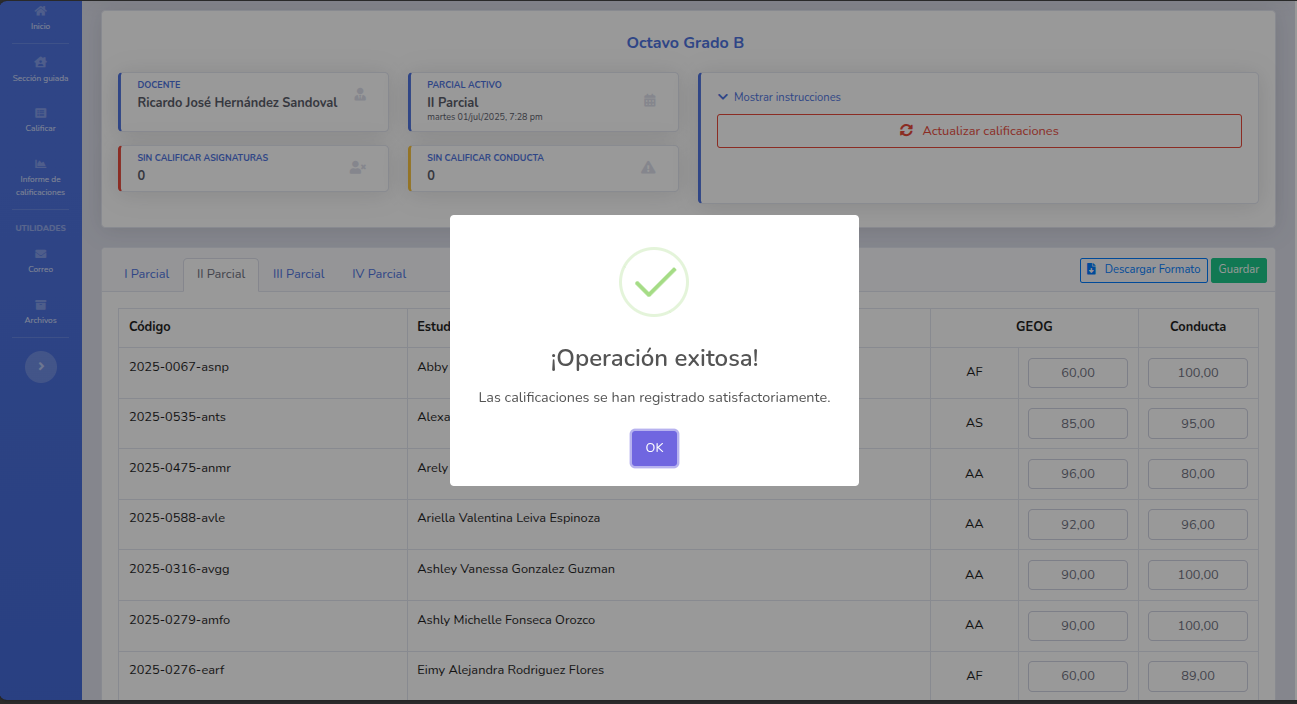 Inicio
Sección guiada
Calificar
Informe de
calificaciones
UTILIDADES
Correo
Archivos
Octavo Grado B
DOCENTE
Ricardo José Hernández Sandoval
PARCIAL ACTIVO
II Parcial
martes 01/jul/2025, 7:28 pm
SIN CALIFICAR ASIGNATURAS
0
SIN CALIFICAR CONDUCTA
0
Mostrar instrucciones
Actualizar calificaciones
I Parcial II Parcial III Parcial IV Parcial
Descargar Formato Guardar
¡Operación exitosa!
Las calificaciones se han registrado satisfactoriamente.
OK
Código Estud GEOG Conducta
2025-0067-asnp Abby AF 60,00 100,00
2025-0535-ants Alexa AS 85,00 95,00
2025-0475-anmr Arely AA 96,00 80,00
2025-0588-avle Ariella Valentina Leiva Espinoza AA 92,00 96,00
2025-0316-avgg Ashley Vanessa Gonzalez Guzman AA 90,00 100,00
2025-0279-amfo Ashly Michelle Fonseca Orozco AA 90,00 100,00
2025-0276-earf Eimy Alejandra Rodriguez Flores AF 60,00 89,00